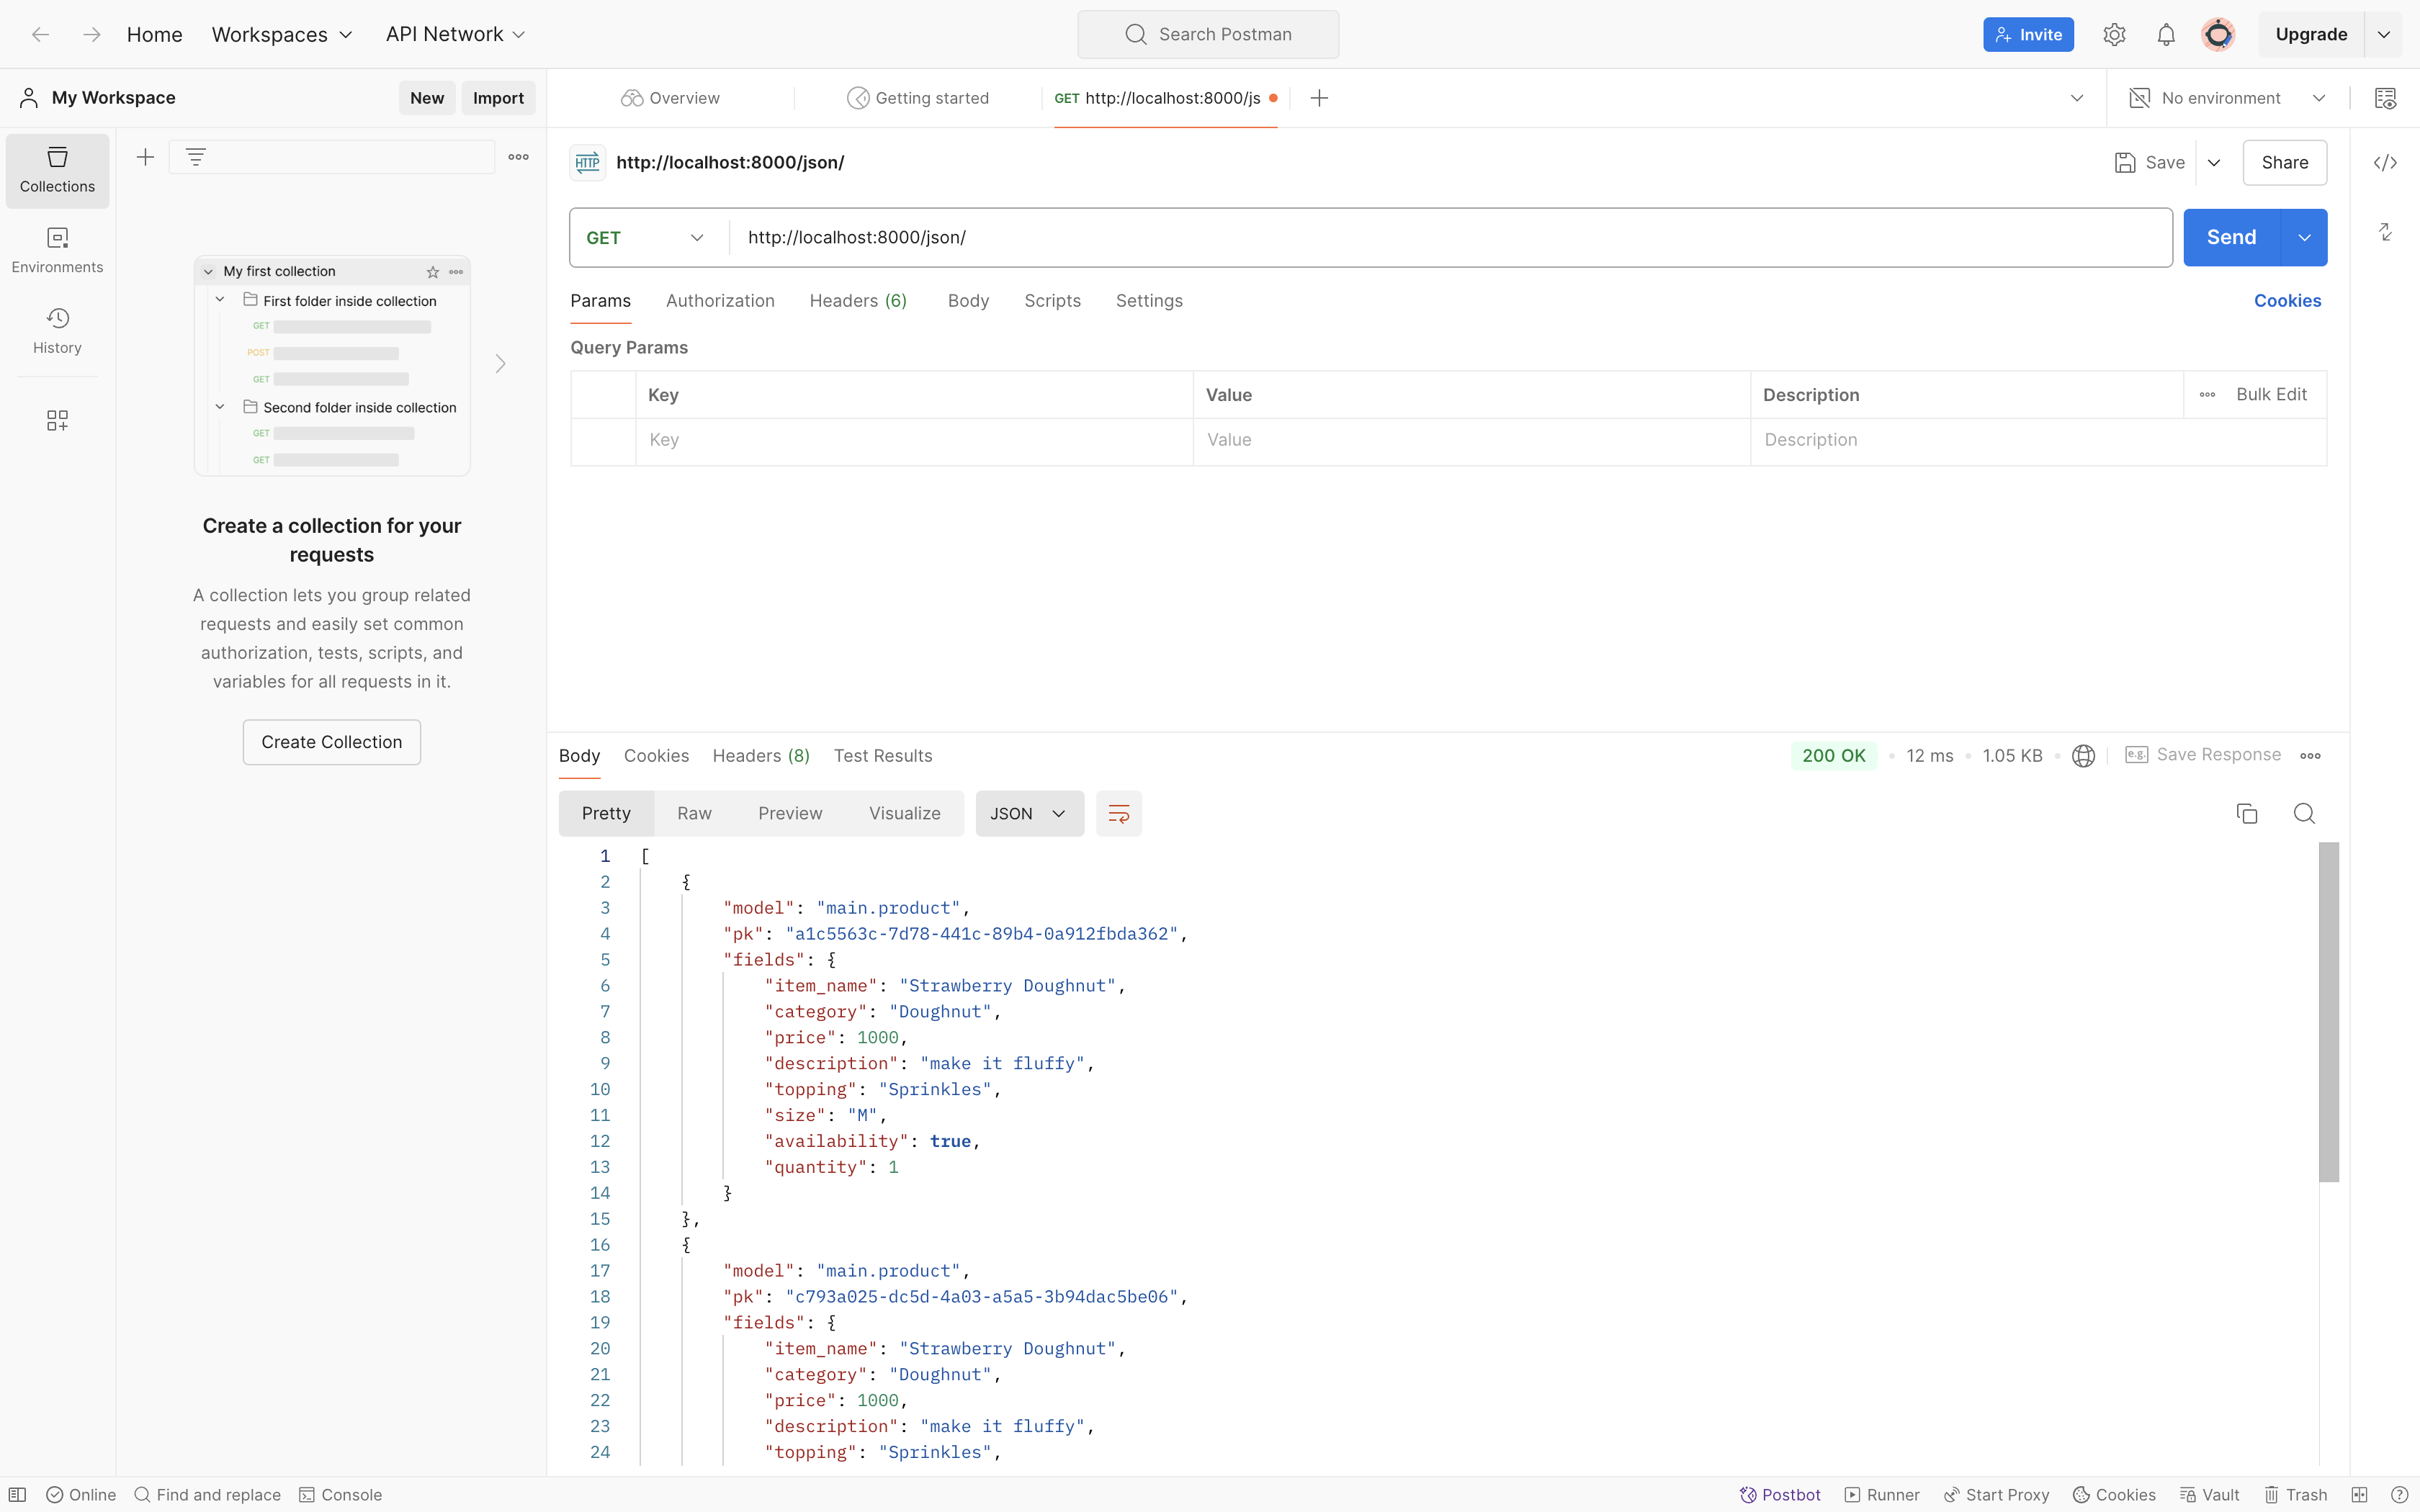 Home Workspaces API Network Search Postman Invite Upgrade
My Workspace New Import Overview Getting started GET http://localhost:8000/js No environment
Collections
Environments
History
My first collection
First folder inside collection
GET
POST
GET
Second folder inside collection
GET
GET
Create a collection for your
requests
A collection lets you group related
requests and easily set common
authorization, tests, scripts, and
variables for all requests in it.
Create Collection
HTTP http://localhost:8000/json/ Save Share
GET http://localhost:8000/json/ Send
Params Authorization Headers (6) Body Scripts Settings Cookies
Query Params
Key Value Description Bulk Edit
Key Value Description
Body Cookies Headers (8) Test Results 200 OK 12 ms 1.05 KB e.g. Save Response
Pretty Raw Preview Visualize JSON
1 [
2 {
3 "model": "main.product",
4 "pk": "a1c5563c-7d78-441c-89b4-0a912fbda362",
5 "fields": {
6 "item_name": "Strawberry Doughnut",
7 "category": "Doughnut",
8 "price": 1000,
9 "description": "make it fluffy",
10 "topping": "Sprinkles",
11 "size": "M",
12 "availability": true,
13 "quantity": 1
14 }
15 },
16 {
17 "model": "main.product",
18 "pk": "c793a025-dc5d-4a03-a5a5-3b94dac5be06",
19 "fields": {
20 "item_name": "Strawberry Doughnut",
21 "category": "Doughnut",
22 "price": 1000,
23 "description": "make it fluffy",
24 "topping": "Sprinkles",
Online Find and replace Console Postbot Runner Start Proxy Cookies Vault Trash